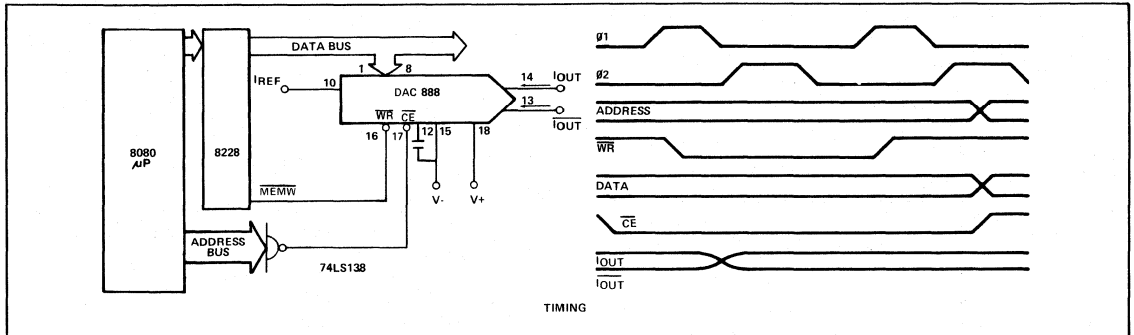 8080
µP
8228
DATA BUS
1 8
IREF
10
DAC 888
14 IOUT
13
IOUT
WR CE
16 17 12 15 18
MEMW
V- V+
ADDRESS
BUS
74LS138
Ø1
Ø2
ADDRESS
WR
DATA
CE
IOUT
IOUT
TIMING